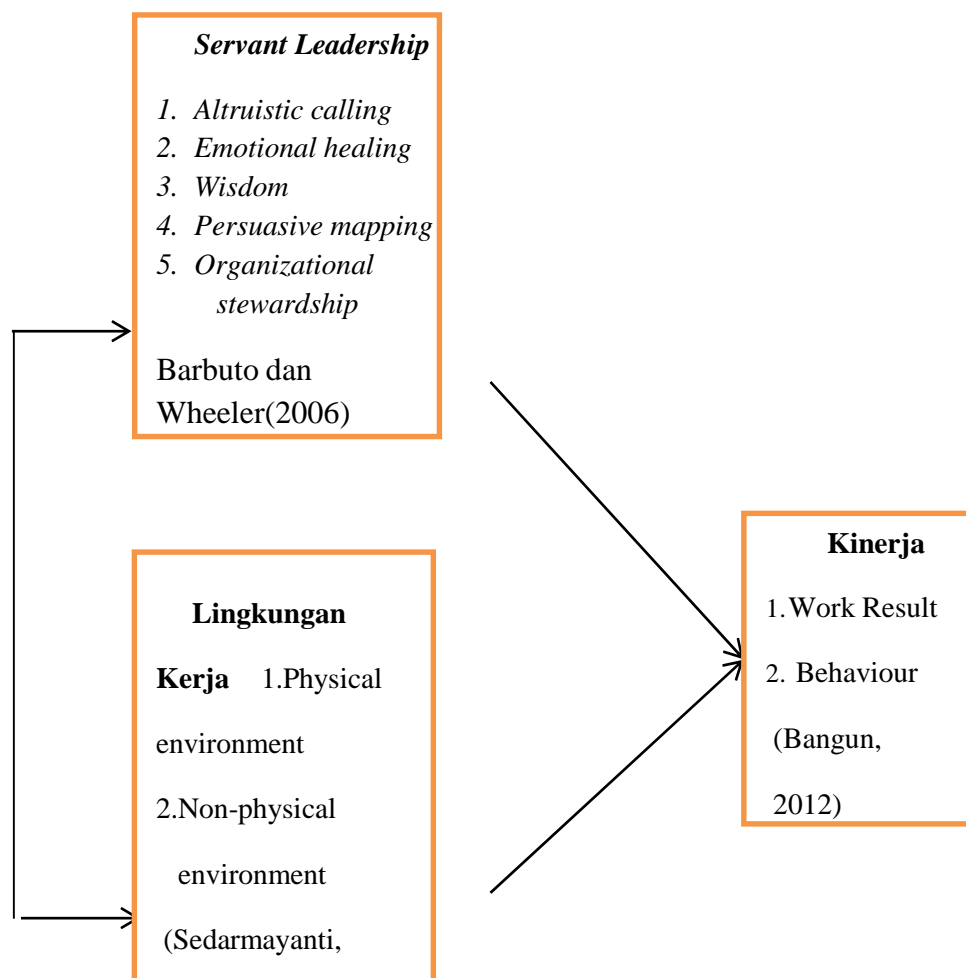 Servant Leadership
1. Altruistic calling
2. Emotional healing
3. Wisdom
4. Persuasive mapping
5. Organizational
stewardship
Barbuto dan
Wheeler(2006)
Lingkungan
Kerja 1.Physical
environment
2.Non-physical
environment
(Sedarmayanti,
Kinerja
1.Work Result
2. Behaviour
(Bangun,
2012)